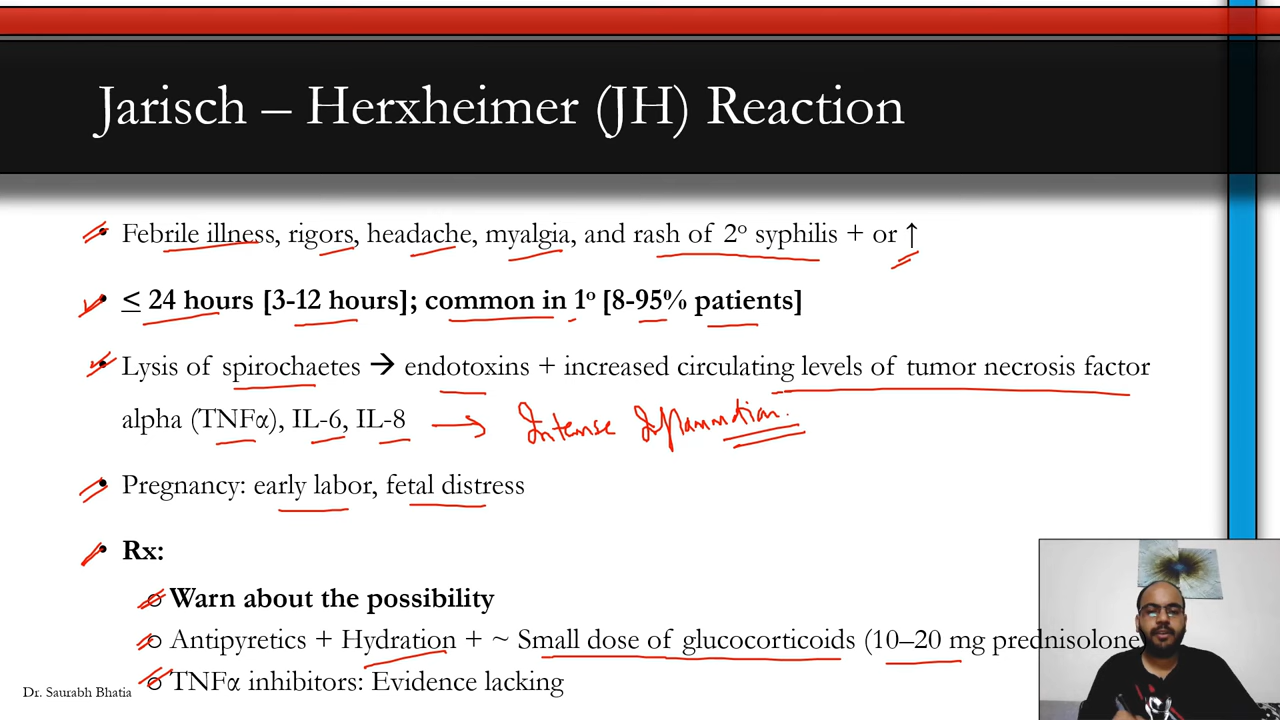 Jarisch – Herxheimer (JH) Reaction
• Febrile illness, rigors, headache, myalgia, and rash of 2º syphilis + or ↑
• ≤ 24 hours [3-12 hours]; common in 1º [8-95% patients]
• Lysis of spirochaetes → endotoxins + increased circulating levels of tumor necrosis factor
alpha (TNFα), IL-6, IL-8 → Intense Inflammation.
• Pregnancy: early labor, fetal distress
• Rx:
o Warn about the possibility
o Antipyretics + Hydration + ~ Small dose of glucocorticoids (10–20 mg prednisolone
o TNFα inhibitors: Evidence lacking
Dr. Saurabh Bhatia